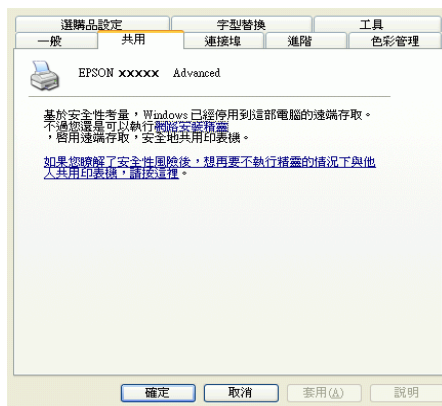 選購品設定 字型替換 工具
一般 共用 連接埠 進階 色彩管理
EPSON XXXXX Advanced
基於安全性考量，Windows 已經停用到這部電腦的遠端存取。
不過您還是可以執行網路安裝精靈
，啟用遠端存取，安全地共用印表機。
如果您瞭解了安全性風險後，想再要不執行精靈的情況下與他
人共用印表機，請按這裡。
確定 取消 套用(A) 說明